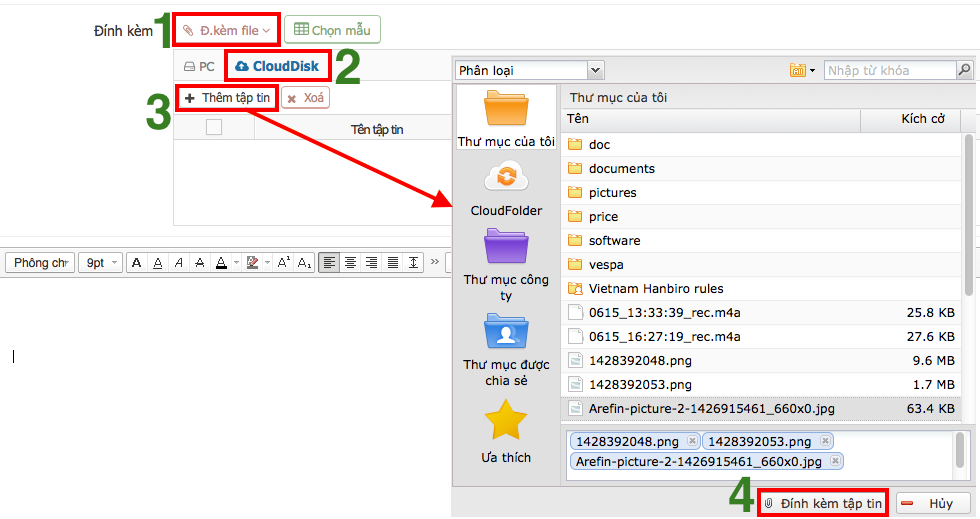 Đính kèm 1 Đ.kèm file Chọn mẫu
PC CloudDisk 2
3 Thêm tập tin Xoá
Tên tập tin
Phông chữ 9pt A A A A A A¹ A₁ »
Phân loại Nhập từ khóa
Thư mục của tôi
CloudFolder
Thư mục công
ty
Thư mục được
chia sẻ
Ưa thích
Thư mục của tôi
Tên Kích cỡ
doc
documents
pictures
price
software
vespa
Vietnam Hanbiro rules
0615_13:33:39_rec.m4a 25.8 KB
0615_16:27:19_rec.m4a 27.6 KB
1428392048.png 9.6 MB
1428392053.png 1.7 MB
Arefin-picture-2-1426915461_660x0.jpg 63.4 KB
1428392048.png 1428392053.png
Arefin-picture-2-1426915461_660x0.jpg
4 Đính kèm tập tin Hủy